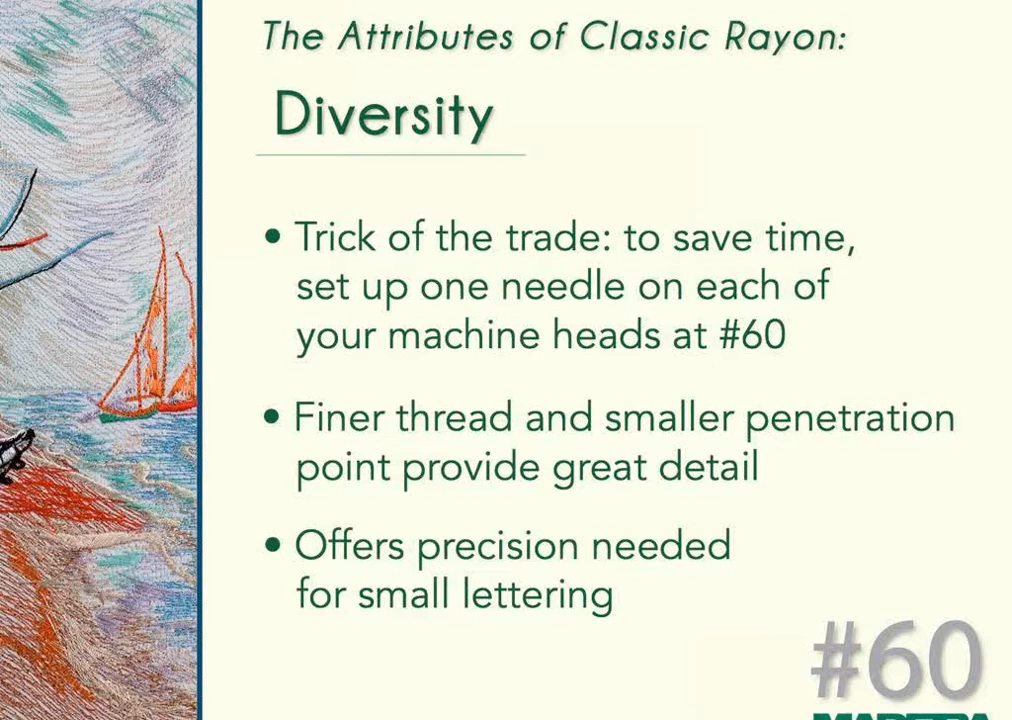 The Attributes of Classic Rayon:
Diversity
• Trick of the trade: to save time,
set up one needle on each of
your machine heads at #60
• Finer thread and smaller penetration
point provide great detail
• Offers precision needed
for small lettering
#60
MADEIRA